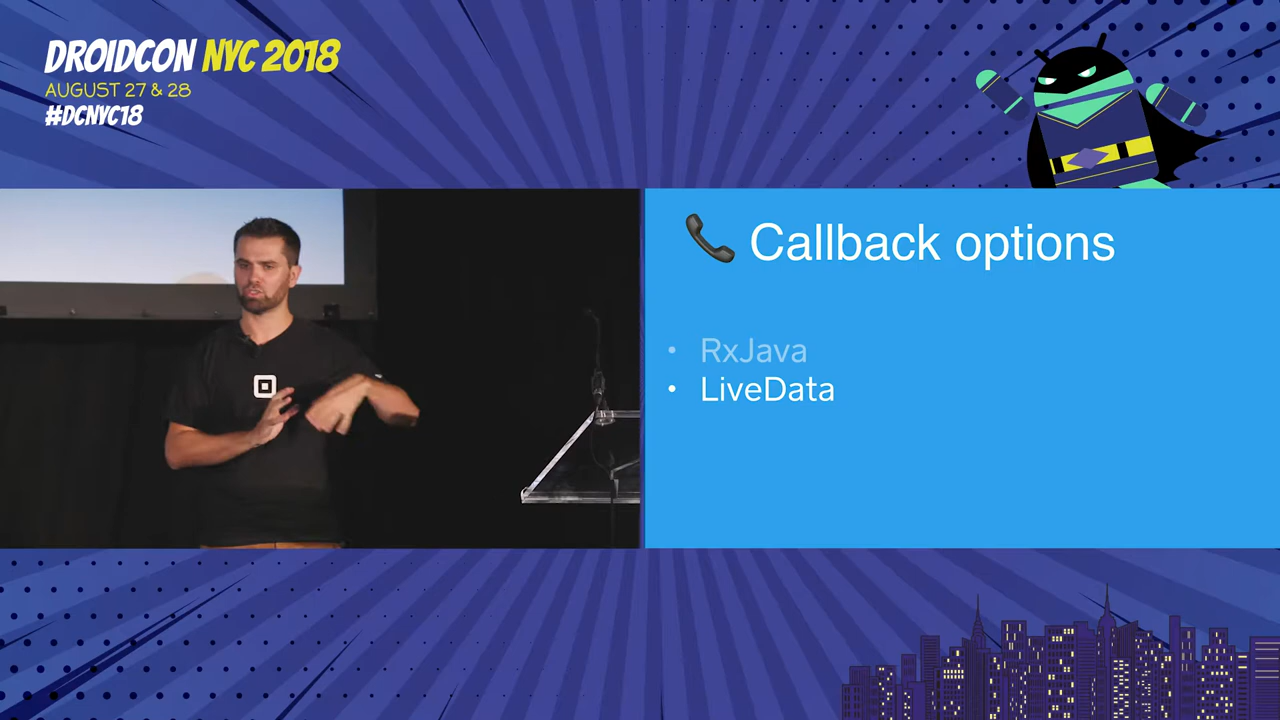 DROIDCON NYC 2018
AUGUST 27 & 28
#DCNYC18
Callback options
• RxJava
• LiveData